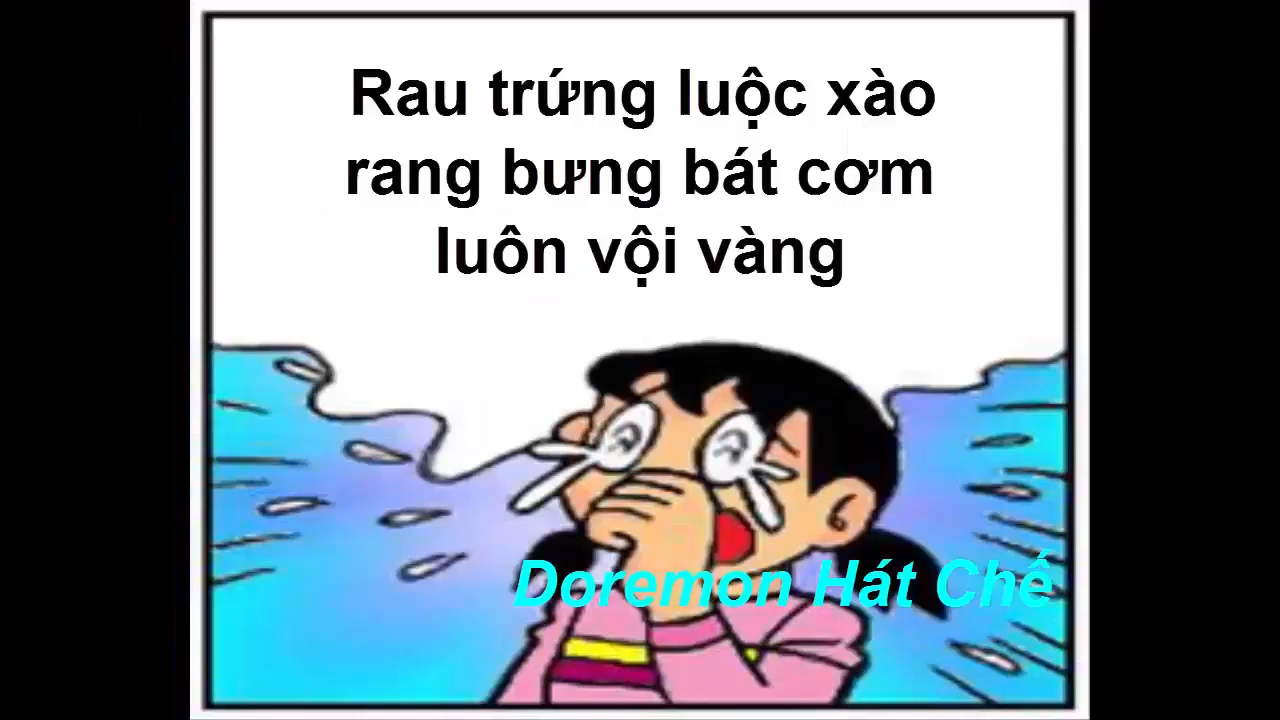 Rau trứng luộc xào
rang bưng bát cơm
luôn vội vàng
Doremon Hát Chế